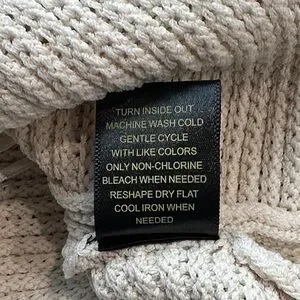 TURN INSIDE OUT
MACHINE WASH COLD
GENTLE CYCLE
WITH LIKE COLORS
ONLY NON-CHLORINE
BLEACH WHEN NEEDED
RESHAPE DRY FLAT
COOL IRON WHEN
NEEDED